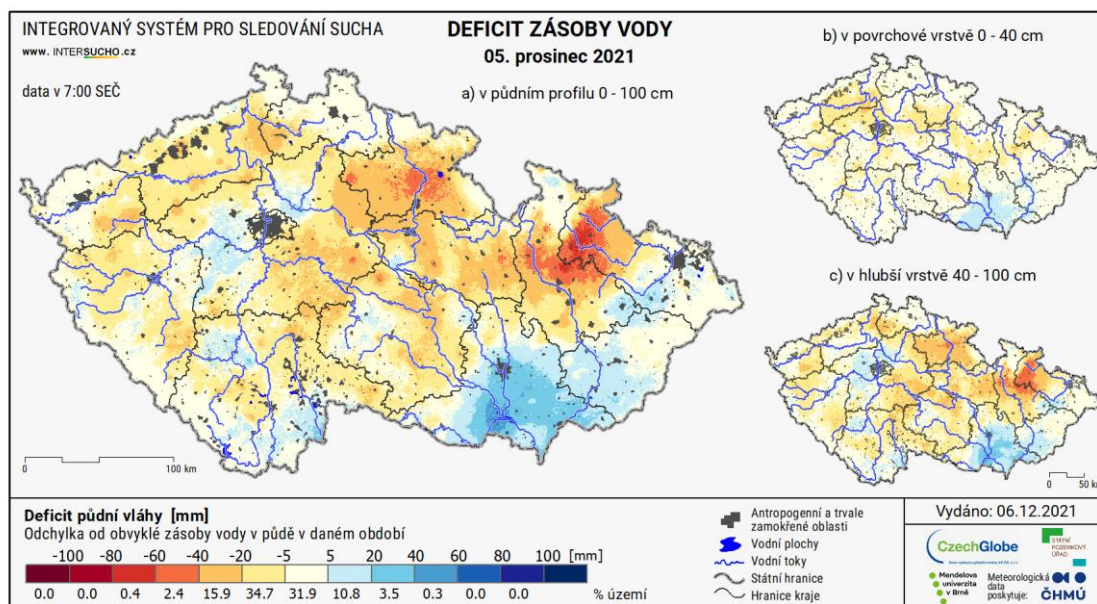 INTEGROVANÝ SYSTÉM PRO SLEDOVÁNÍ SUCHA
www. INTERSUCHO.cz
data v 7:00 SEČ
DEFICIT ZÁSOBY VODY
05. prosinec 2021
a) v půdním profilu 0 - 100 cm
b) v povrchové vrstvě 0 - 40 cm
c) v hlubší vrstvě 40 - 100 cm
0 100 km
0 50 km
Deficit půdní vláhy [mm]
Odchylka od obvyklé zásoby vody v půdě v daném období
-100 -80 -60 -40 -20 -5 5 20 40 60 80 100 [mm]
0.0 0.0 0.4 2.4 15.9 34.7 31.9 10.8 3.5 0.3 0.0 0.0 % území
Antropogenní a trvale
zamokřené oblasti
Vodní plochy
Vodní toky
Státní hranice
Hranice kraje
Vydáno: 06.12.2021
CzechGlobe
STÁTNÍ
POZEMKOVÝ
ÚŘAD
Mendelova
univerzita
v Brně
Meteorologická
data
poskytuje:
ČHMÚ